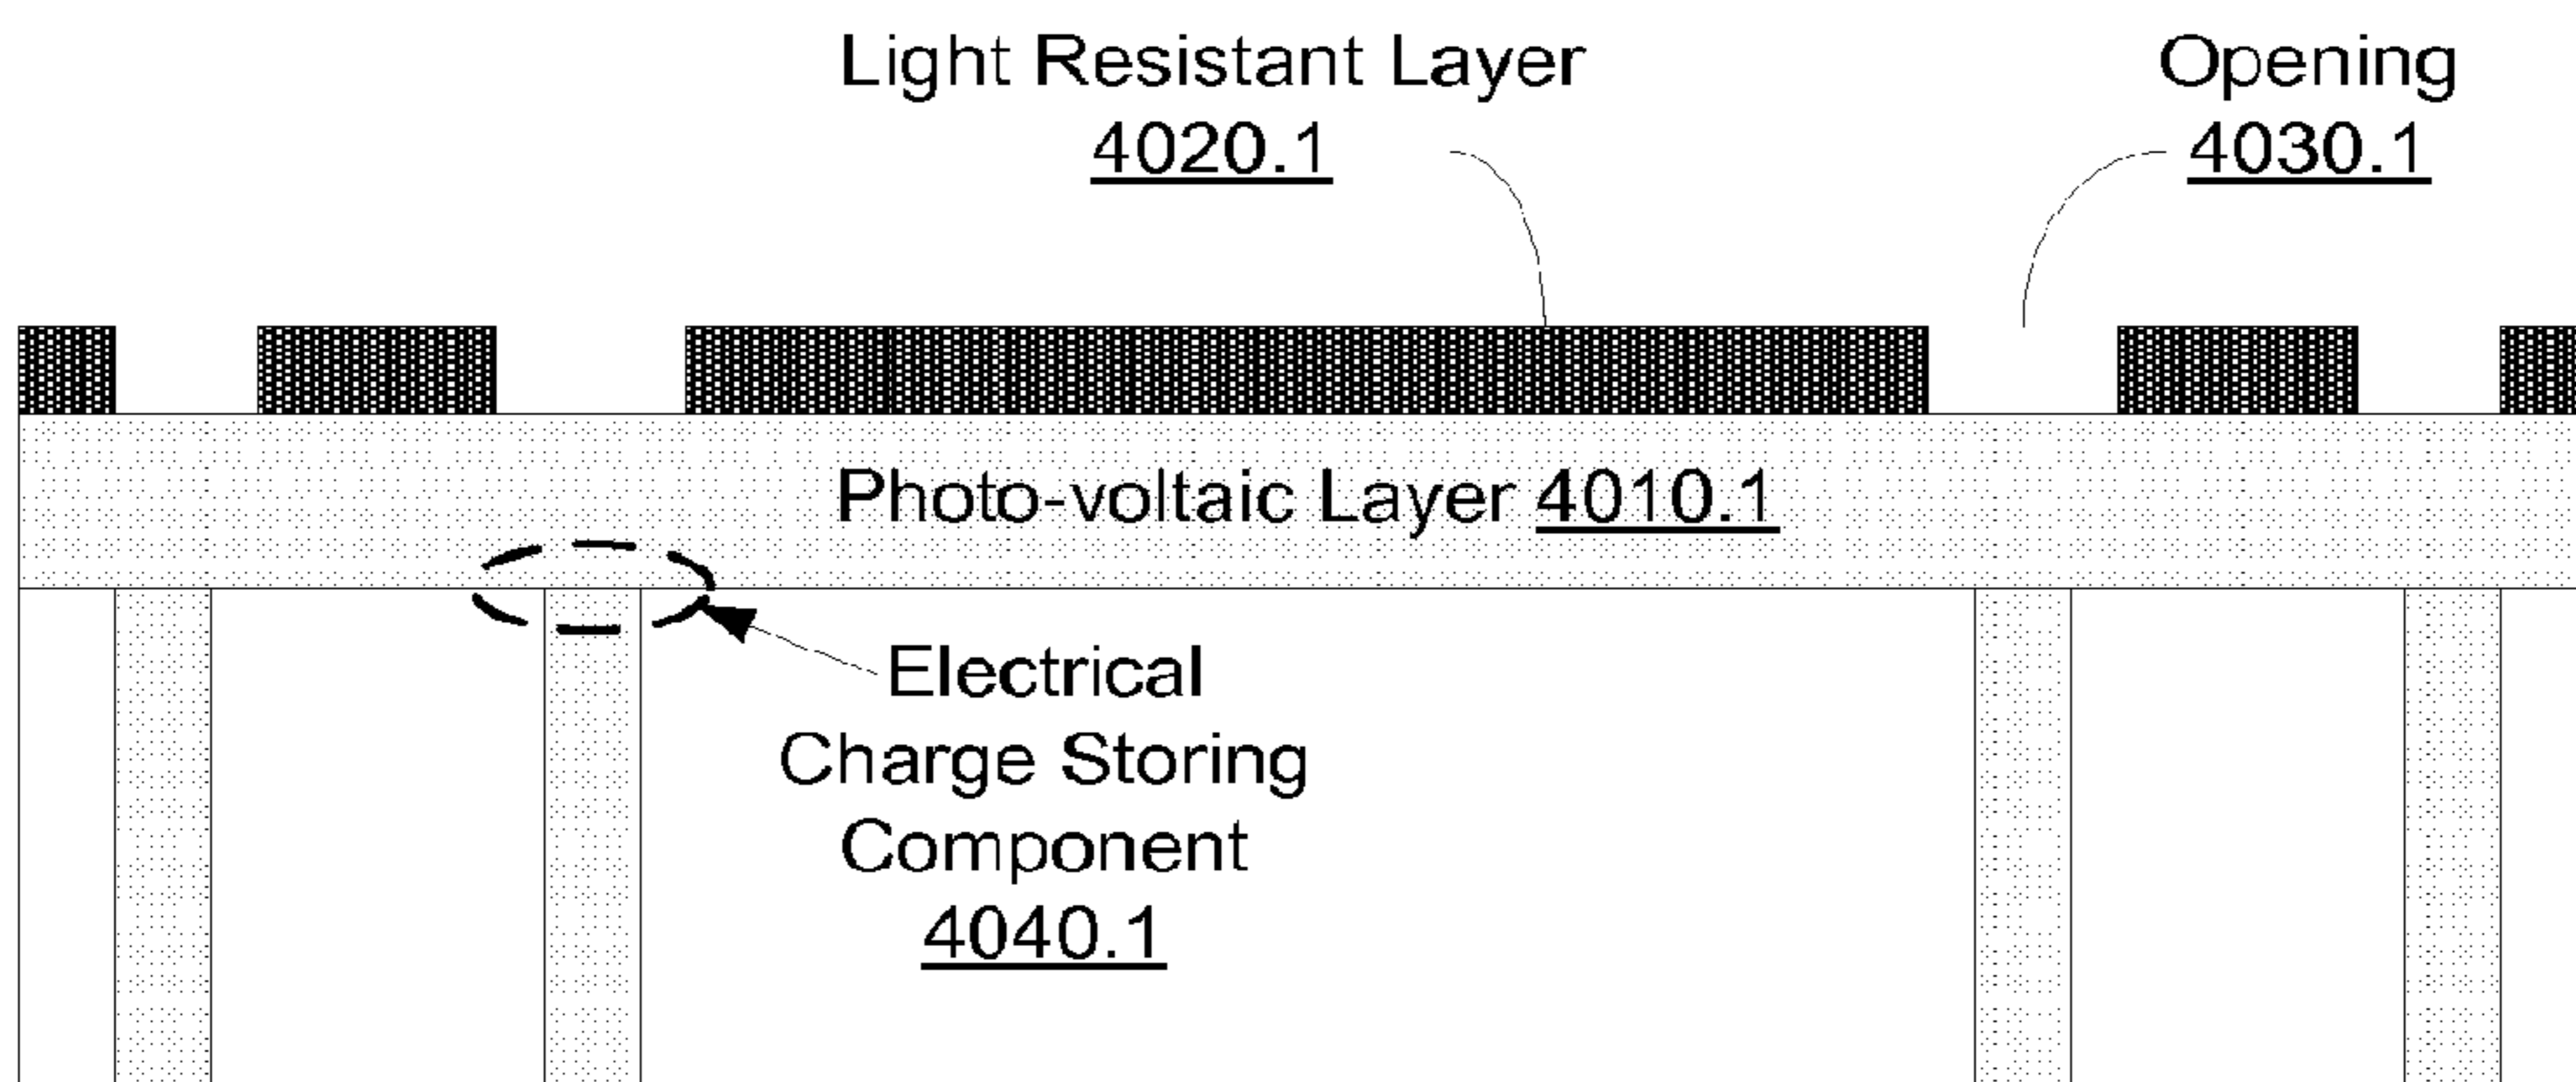 Light Resistant Layer
4020.1
Opening
4030.1
Photo-voltaic Layer 4010.1
Electrical
Charge Storing
Component
4040.1